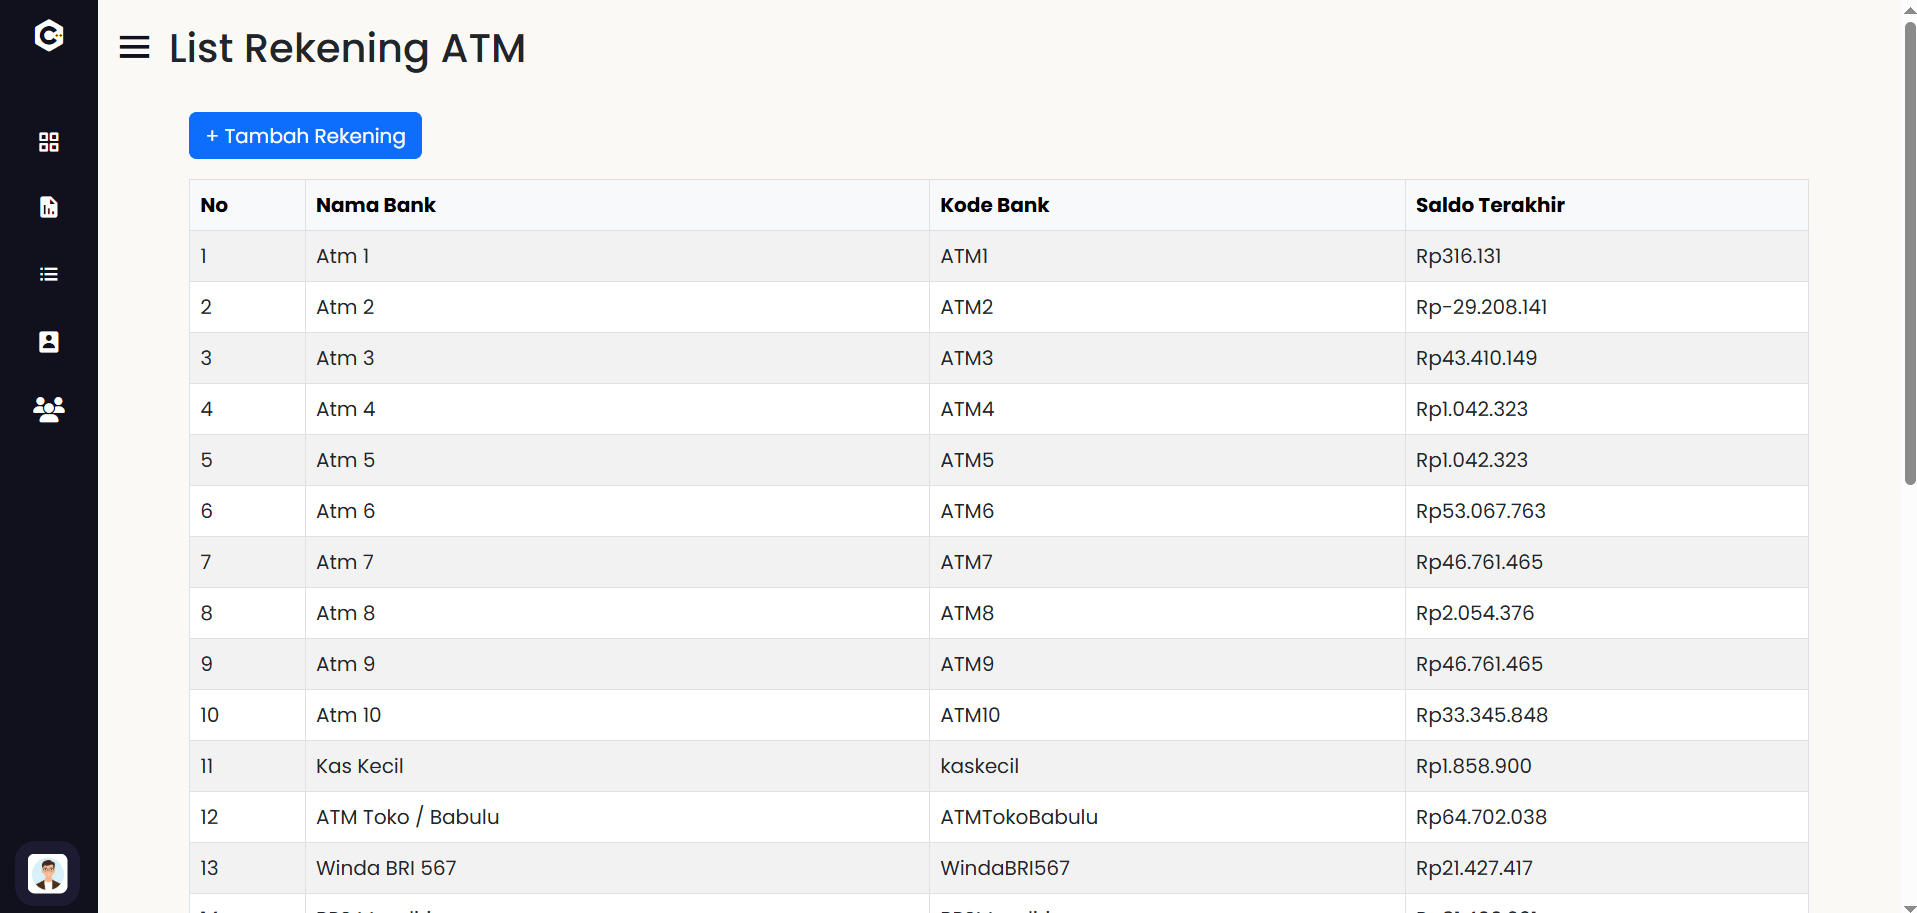 List Rekening ATM
+ Tambah Rekening
No Nama Bank Kode Bank Saldo Terakhir
1 Atm 1 ATM1 Rp316.131
2 Atm 2 ATM2 Rp-29.208.141
3 Atm 3 ATM3 Rp43.410.149
4 Atm 4 ATM4 Rp1.042.323
5 Atm 5 ATM5 Rp1.042.323
6 Atm 6 ATM6 Rp53.067.763
7 Atm 7 ATM7 Rp46.761.465
8 Atm 8 ATM8 Rp2.054.376
9 Atm 9 ATM9 Rp46.761.465
10 Atm 10 ATM10 Rp33.345.848
11 Kas Kecil kaskecil Rp1.858.900
12 ATM Toko / Babulu ATMTokoBabulu Rp64.702.038
13 Winda BRI 567 WindaBRI567 Rp21.427.417